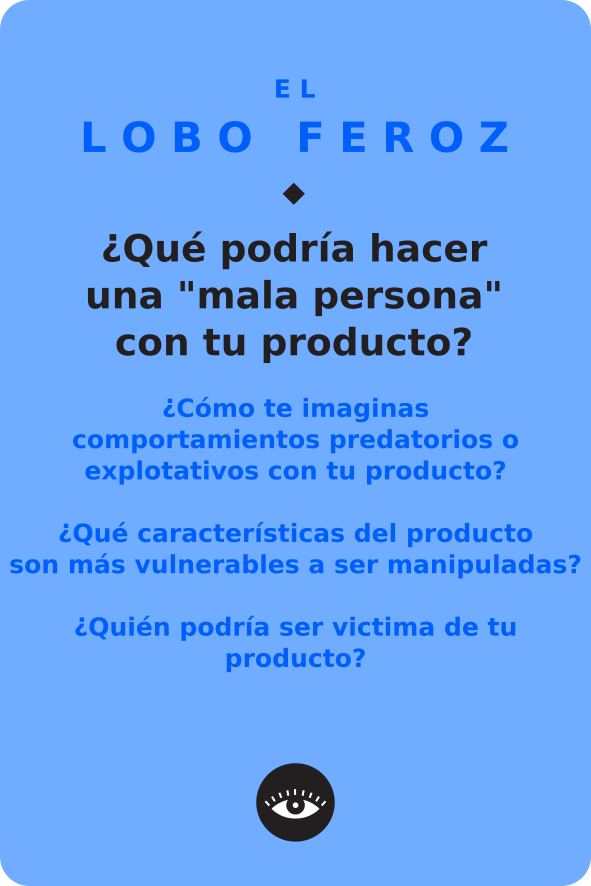 EL
LOBO FEROZ
¿Qué podría hacer
una "mala persona"
con tu producto?
¿Cómo te imaginas
comportamientos predatorios o
explotativos con tu producto?
¿Qué características del producto
son más vulnerables a ser manipuladas?
¿Quién podría ser victima de tu
producto?